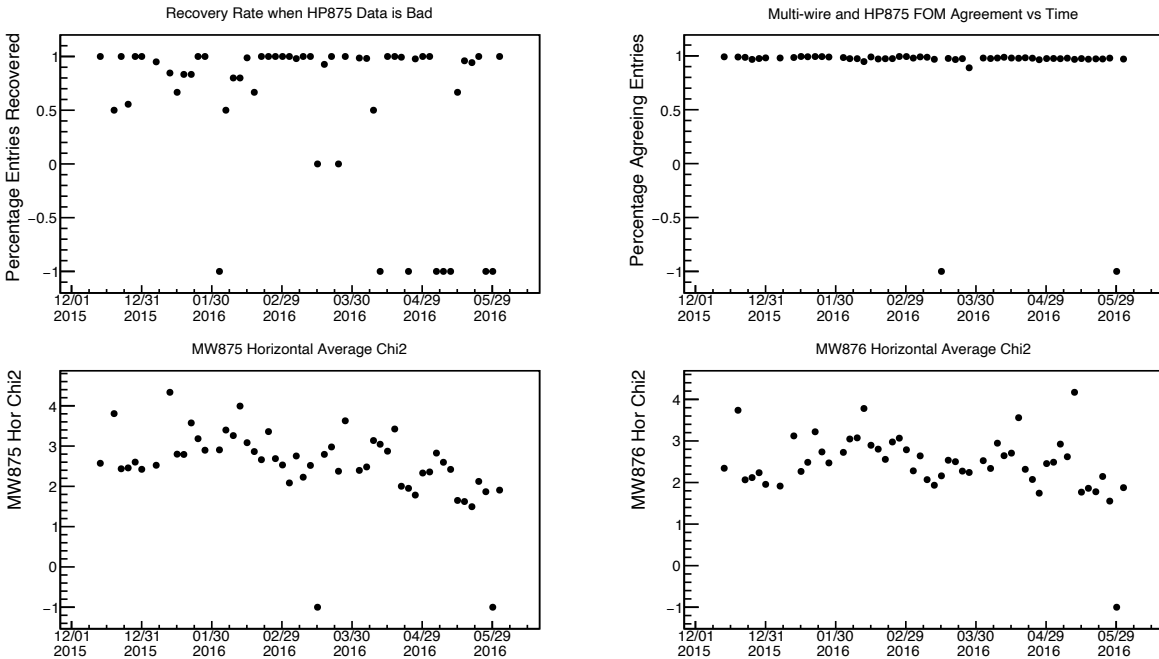 Recovery Rate when HP875 Data is Bad
Percentage Entries Recovered
1
0.5
0
−0.5
−1
12/01 12/31 01/30 02/29 03/30 04/29 05/29
2015 2015 2016 2016 2016 2016 2016
Multi-wire and HP875 FOM Agreement vs Time
Percentage Agreeing Entries
1
0.5
0
−0.5
−1
12/01 12/31 01/30 02/29 03/30 04/29 05/29
2015 2015 2016 2016 2016 2016 2016
MW875 Horizontal Average Chi2
MW875 Hor Chi2
4
3
2
1
0
−1
12/01 12/31 01/30 02/29 03/30 04/29 05/29
2015 2015 2016 2016 2016 2016 2016
MW876 Horizontal Average Chi2
MW876 Hor Chi2
4
3
2
1
0
−1
12/01 12/31 01/30 02/29 03/30 04/29 05/29
2015 2015 2016 2016 2016 2016 2016